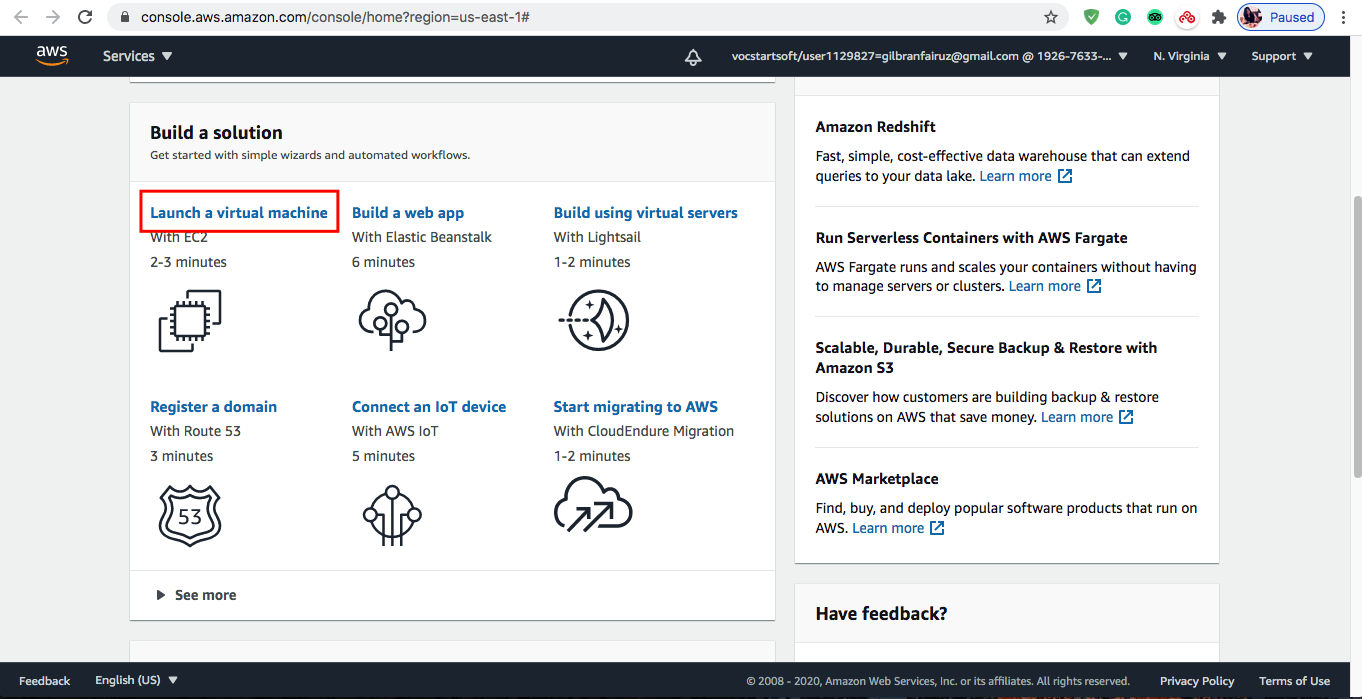 console.aws.amazon.com/console/home?region=us-east-1#
Paused
aws
Services
vocstartsoft/user1129827=gilbranfairuz@gmail.com @ 1926-7633-...
N. Virginia
Support
Build a solution
Get started with simple wizards and automated workflows.
Launch a virtual machine
With EC2
2-3 minutes
Build a web app
With Elastic Beanstalk
6 minutes
Build using virtual servers
With Lightsail
1-2 minutes
Register a domain
With Route 53
3 minutes
53
Connect an IoT device
With AWS IoT
5 minutes
Start migrating to AWS
With CloudEndure Migration
1-2 minutes
See more
Amazon Redshift
Fast, simple, cost-effective data warehouse that can extend
queries to your data lake. Learn more
Run Serverless Containers with AWS Fargate
AWS Fargate runs and scales your containers without having
to manage servers or clusters. Learn more
Scalable, Durable, Secure Backup & Restore with
Amazon S3
Discover how customers are building backup & restore
solutions on AWS that save money. Learn more
AWS Marketplace
Find, buy, and deploy popular software products that run on
AWS. Learn more
Have feedback?
Feedback
English (US)
© 2008 - 2020, Amazon Web Services, Inc. or its affiliates. All rights reserved.
Privacy Policy
Terms of Use